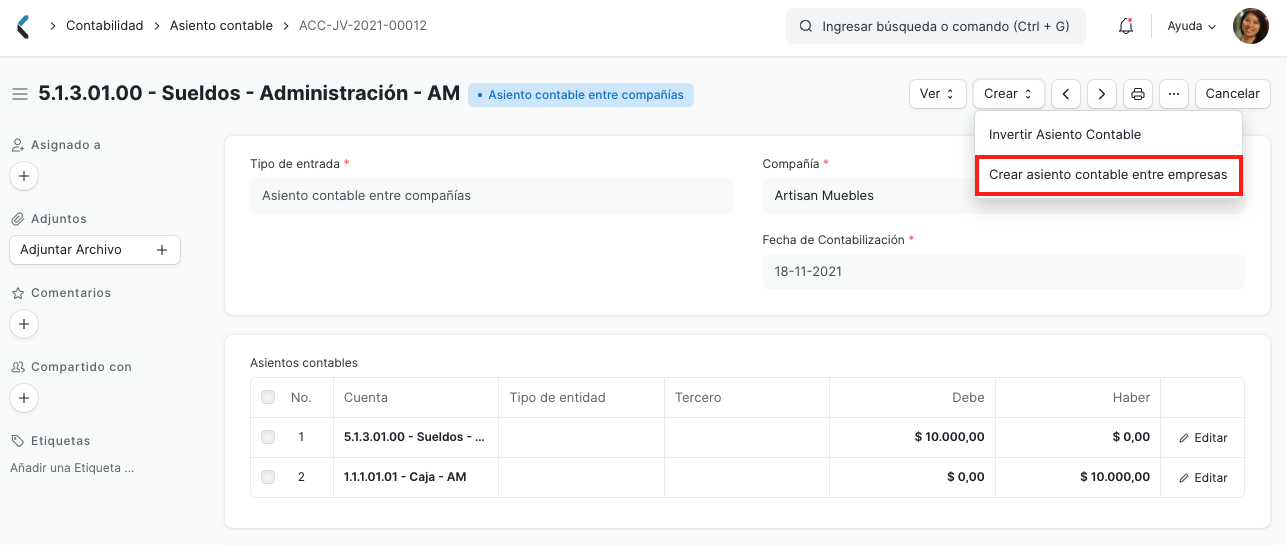 Contabilidad
Asiento contable
ACC-JV-2021-00012
Ingresar búsqueda o comando (Ctrl + G)
Ayuda
5.1.3.01.00 - Sueldos - Administración - AM
Asiento contable entre compañías
Ver
Crear
...
Cancelar
Invertir Asiento Contable
Crear asiento contable entre empresas
Asignado a
Adjuntos
Adjuntar Archivo
Comentarios
Compartido con
Etiquetas
Añadir una Etiqueta ...
Tipo de entrada *
Asiento contable entre compañías
Compañía *
Artisan Muebles
Fecha de Contabilización *
18-11-2021
Asientos contables
No. Cuenta Tipo de entidad Tercero Debe Haber
1 5.1.3.01.00 - Sueldos - ... $ 10.000,00 $ 0,00 Editar
2 1.1.1.01.01 - Caja - AM $ 0,00 $ 10.000,00 Editar